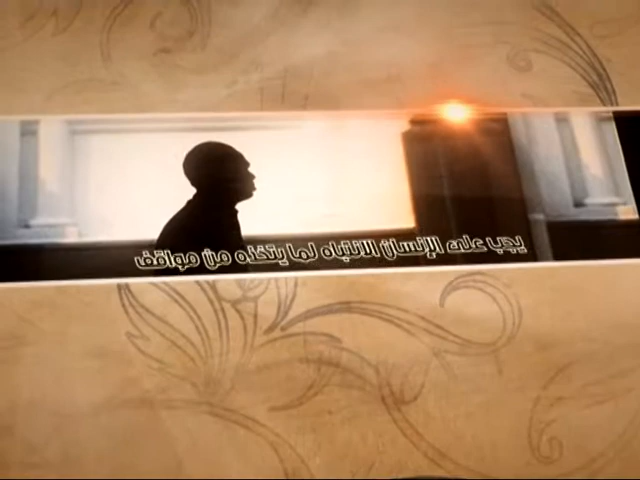 يجب على الإنسان الانتباه لما يتخذه من مواقف